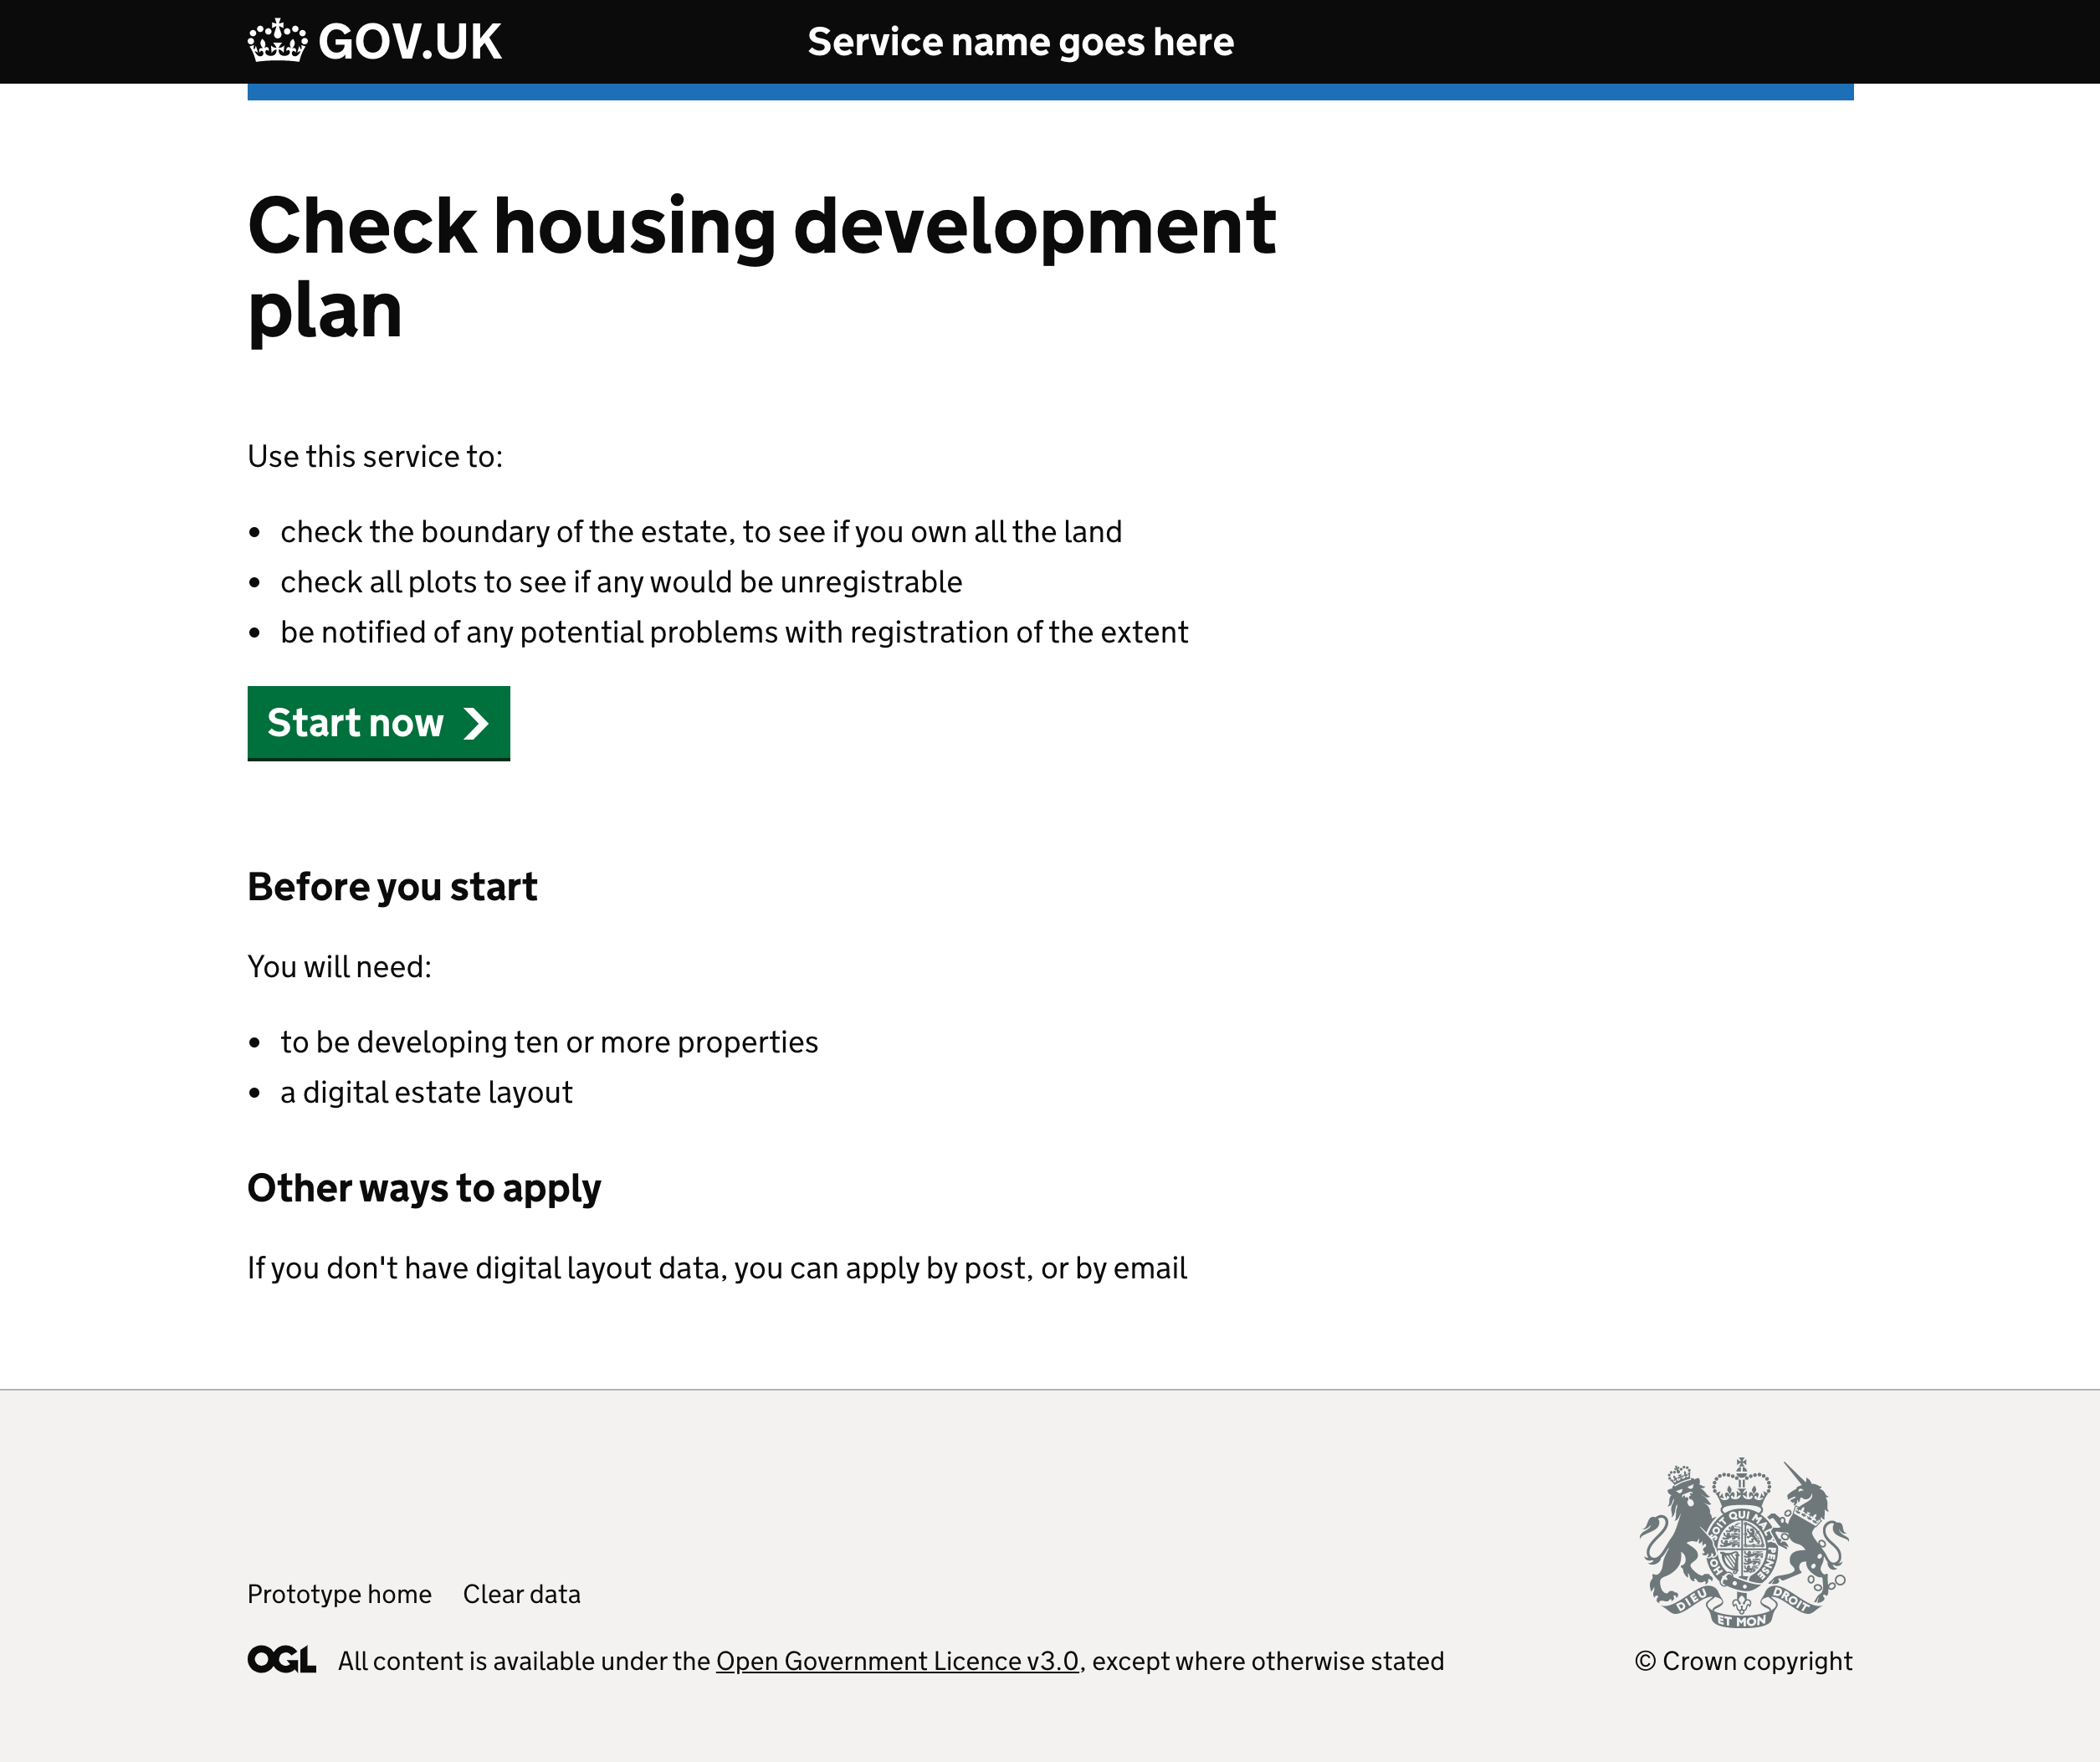 GOV.UK
Service name goes here
Check housing development
plan
Use this service to:
check the boundary of the estate, to see if you own all the land
check all plots to see if any would be unregistrable
be notified of any potential problems with registration of the extent
Start now
Before you start
You will need:
to be developing ten or more properties
a digital estate layout
Other ways to apply
If you don't have digital layout data, you can apply by post, or by email
Prototype home
Clear data
OGL
All content is available under the Open Government Licence v3.0, except where otherwise stated
SOIT QUI MAL
PENSE
HON
DIEU
ET MON
DROIT
© Crown copyright